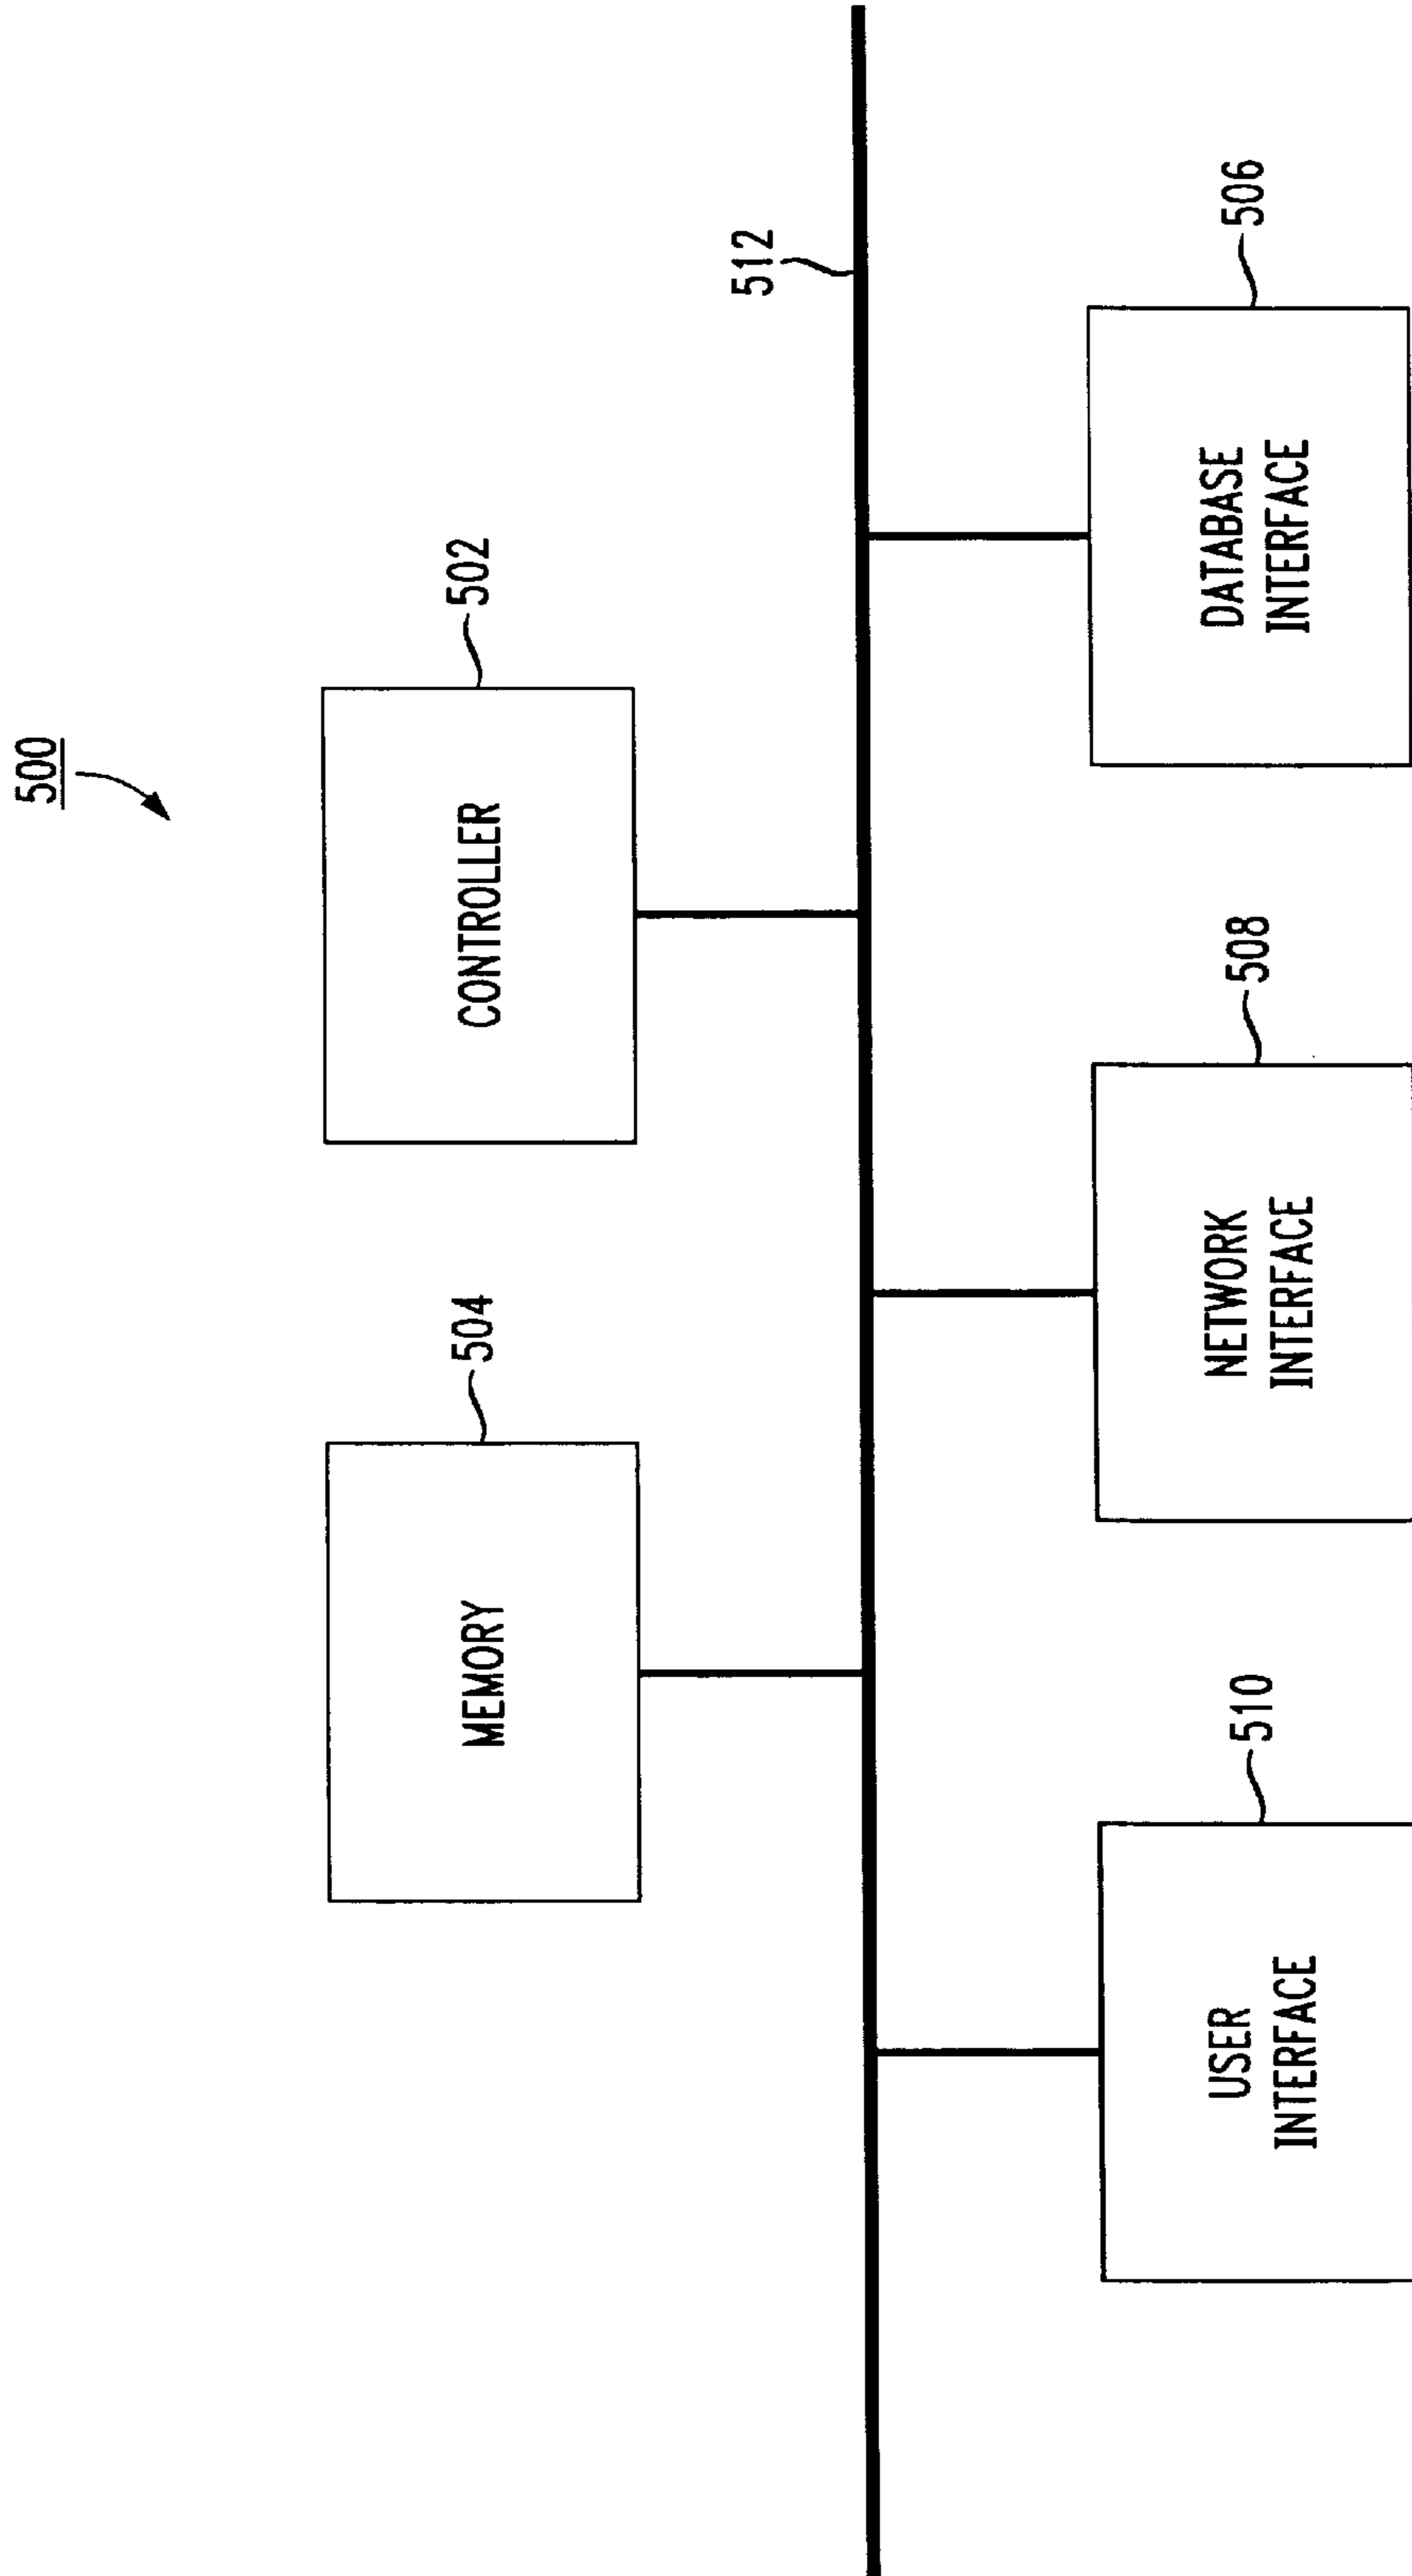 500
504
502
MEMORY
CONTROLLER
512
510
508
506
USER
INTERFACE
NETWORK
INTERFACE
DATABASE
INTERFACE